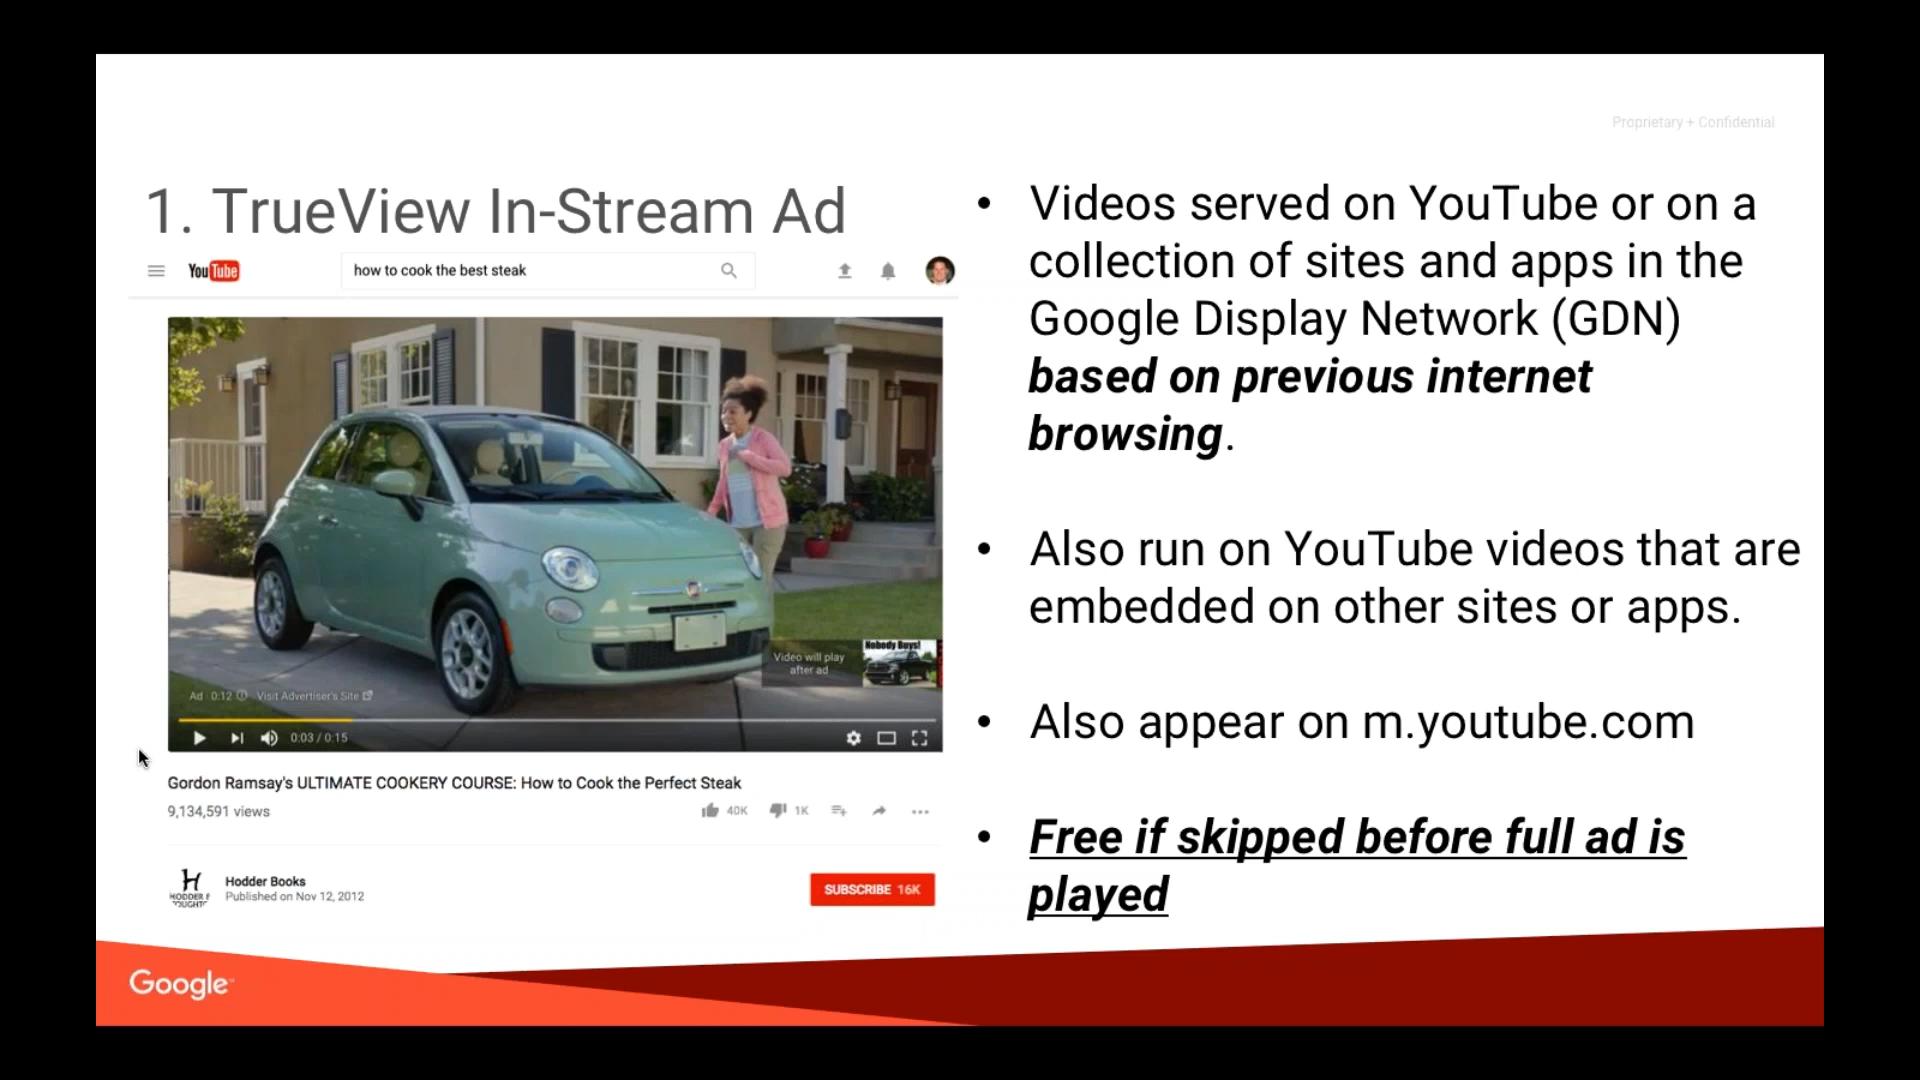 Proprietary + Confidential
1. TrueView In-Stream Ad
YouTube
how to cook the best steak
Nobody Buys!
Video will play
after ad
Ad · 0:12
Visit Advertiser's Site
0:03 / 0:15
Gordon Ramsay's ULTIMATE COOKERY COURSE: How to Cook the Perfect Steak
9,134,591 views
40K
1K
Hodder Books
Published on Nov 12, 2012
SUBSCRIBE 16K
• Videos served on YouTube or on a
collection of sites and apps in the
Google Display Network (GDN)
based on previous internet
browsing.
• Also run on YouTube videos that are
embedded on other sites or apps.
• Also appear on m.youtube.com
• Free if skipped before full ad is
played
Google